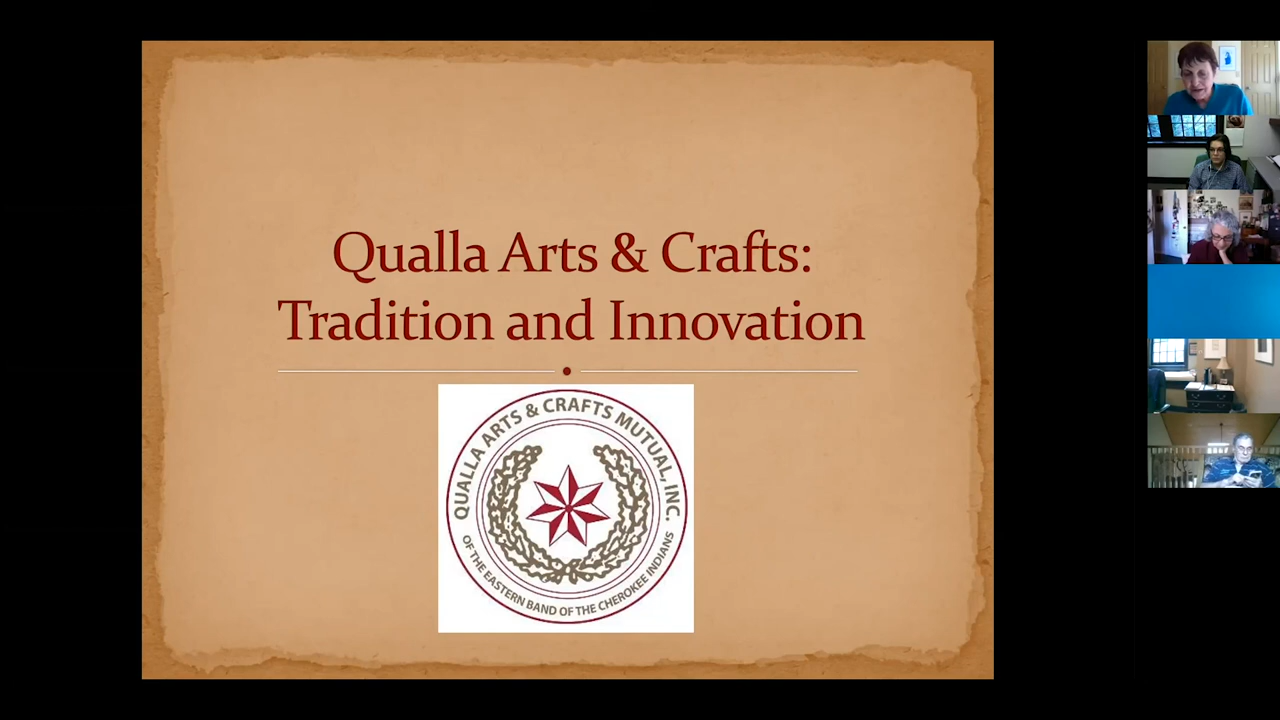 Qualla Arts & Crafts:
Tradition and Innovation
QUALLA ARTS & CRAFTS MUTUAL, INC.
OF THE EASTERN BAND OF THE CHEROKEE INDIANS